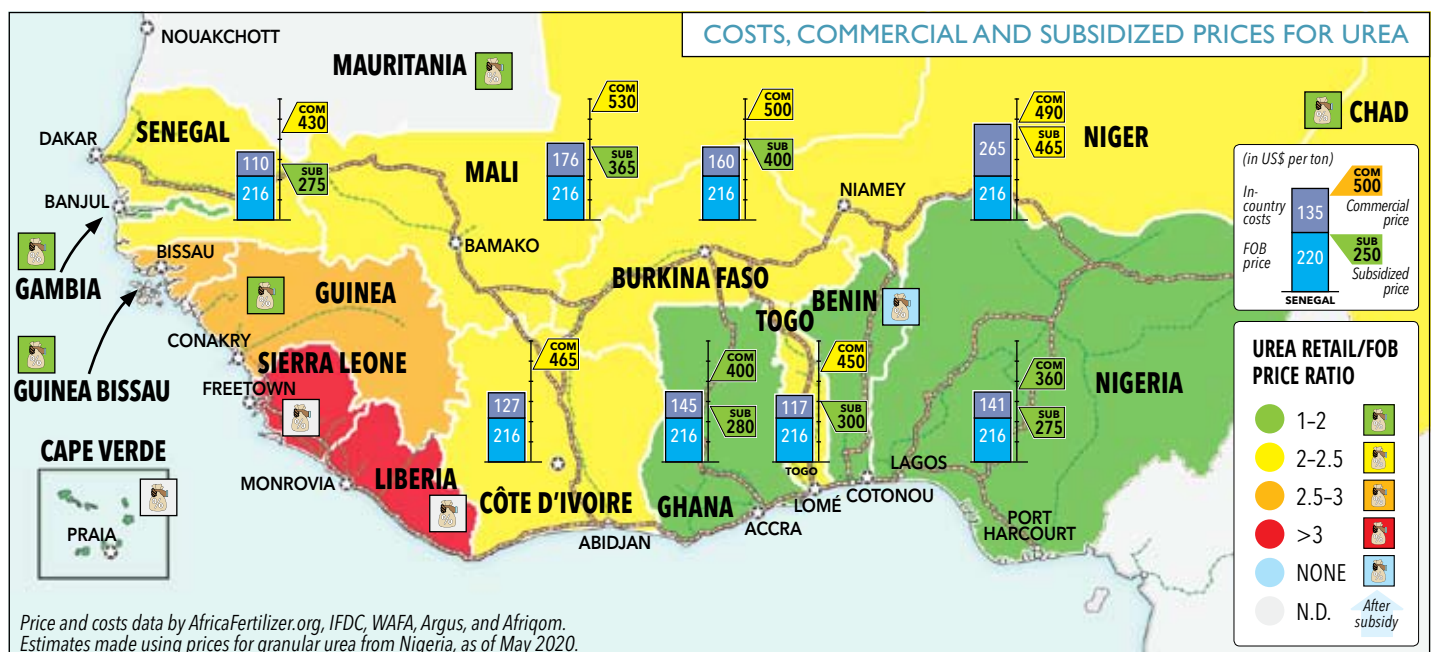 COSTS, COMMERCIAL AND SUBSIDIZED PRICES FOR UREA
NOUAKCHOTT
MAURITANIA
CHAD
DAKAR
SENEGAL
COM
430
110
216
SUB
275
MALI
COM
530
176
216
SUB
365
COM
500
160
216
SUB
400
COM
490
265
216
SUB
465
NIGER
(in US$ per ton)
In-
country
costs
135
COM
500
Commercial
price
FOB
price
220
SUB
250
Subsidized
price
SENEGAL
BANJUL
GAMBIA
BISSAU
GUINEA BISSAU
BAMAKO
NIAMEY
BURKINA FASO
GUINEA
CONAKRY
SIERRA LEONE
FREETOWN
BENIN
TOGO
COM
465
127
216
COM
400
145
216
SUB
280
COM
450
117
216
SUB
300
TOGO
COM
360
141
216
SUB
275
NIGERIA
CAPE VERDE
PRAIA
MONROVIA
LIBERIA
CÔTE D'IVOIRE
ABIDJAN
GHANA
ACCRA
LOMÉ
COTONOU
LAGOS
PORT
HARCOURT
UREA RETAIL/FOB
PRICE RATIO
1–2
2–2.5
2.5–3
>3
NONE
N.D.
After
subsidy
Price and costs data by AfricaFertilizer.org, IFDC, WAFA, Argus, and Afriqom.
Estimates made using prices for granular urea from Nigeria, as of May 2020.